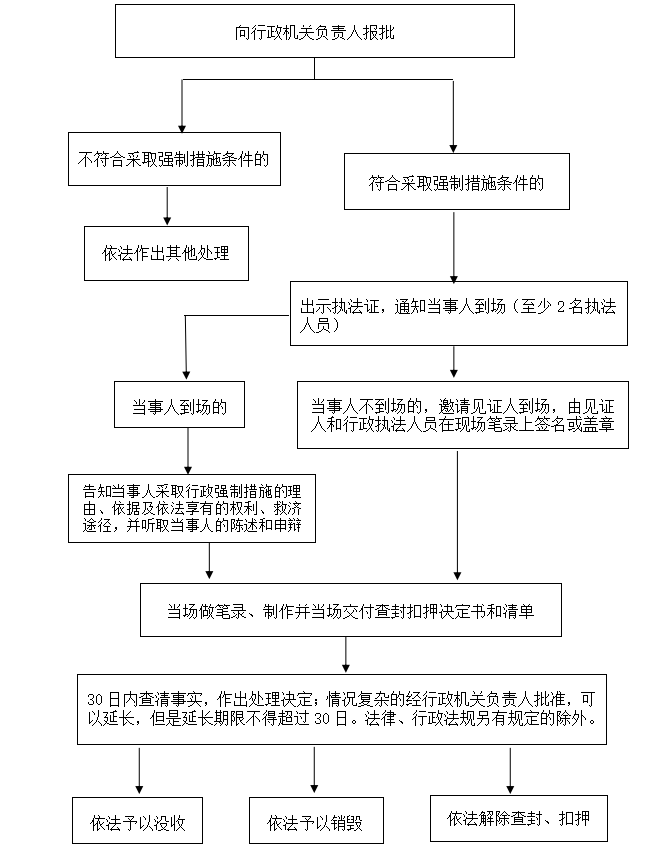 向行政机关负责人报批
不符合采取强制措施条件的
符合采取强制措施条件的
依法作出其他处理
出示执法证，通知当事人到场（至少2名执法
人员）
当事人到场的
当事人不到场的，邀请见证人到场，由见证
人和行政执法人员在现场笔录上签名或盖章
告知当事人采取行政强制措施的理
由、依据及依法享有的权利、救济
途径，并听取当事人的陈述和申辩
当场做笔录、制作并当场交付查封扣押决定书和清单
30日内查清事实，作出处理决定；情况复杂的经行政机关负责人批准，可
以延长，但是延长期限不得超过30日。法律、行政法规另有规定的除外。
依法予以没收
依法予以销毁
依法解除查封、扣押